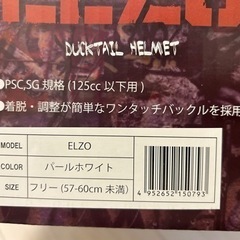 DUCKTAIL HELMET
●PSC,SG 規格 (125cc 以下用)
●着脱・調整が簡単なワンタッチバックルを採用
MODEL ELZO
COLOR パールホワイト
SIZE フリー (57-60cm 未満)
4 952652 150793